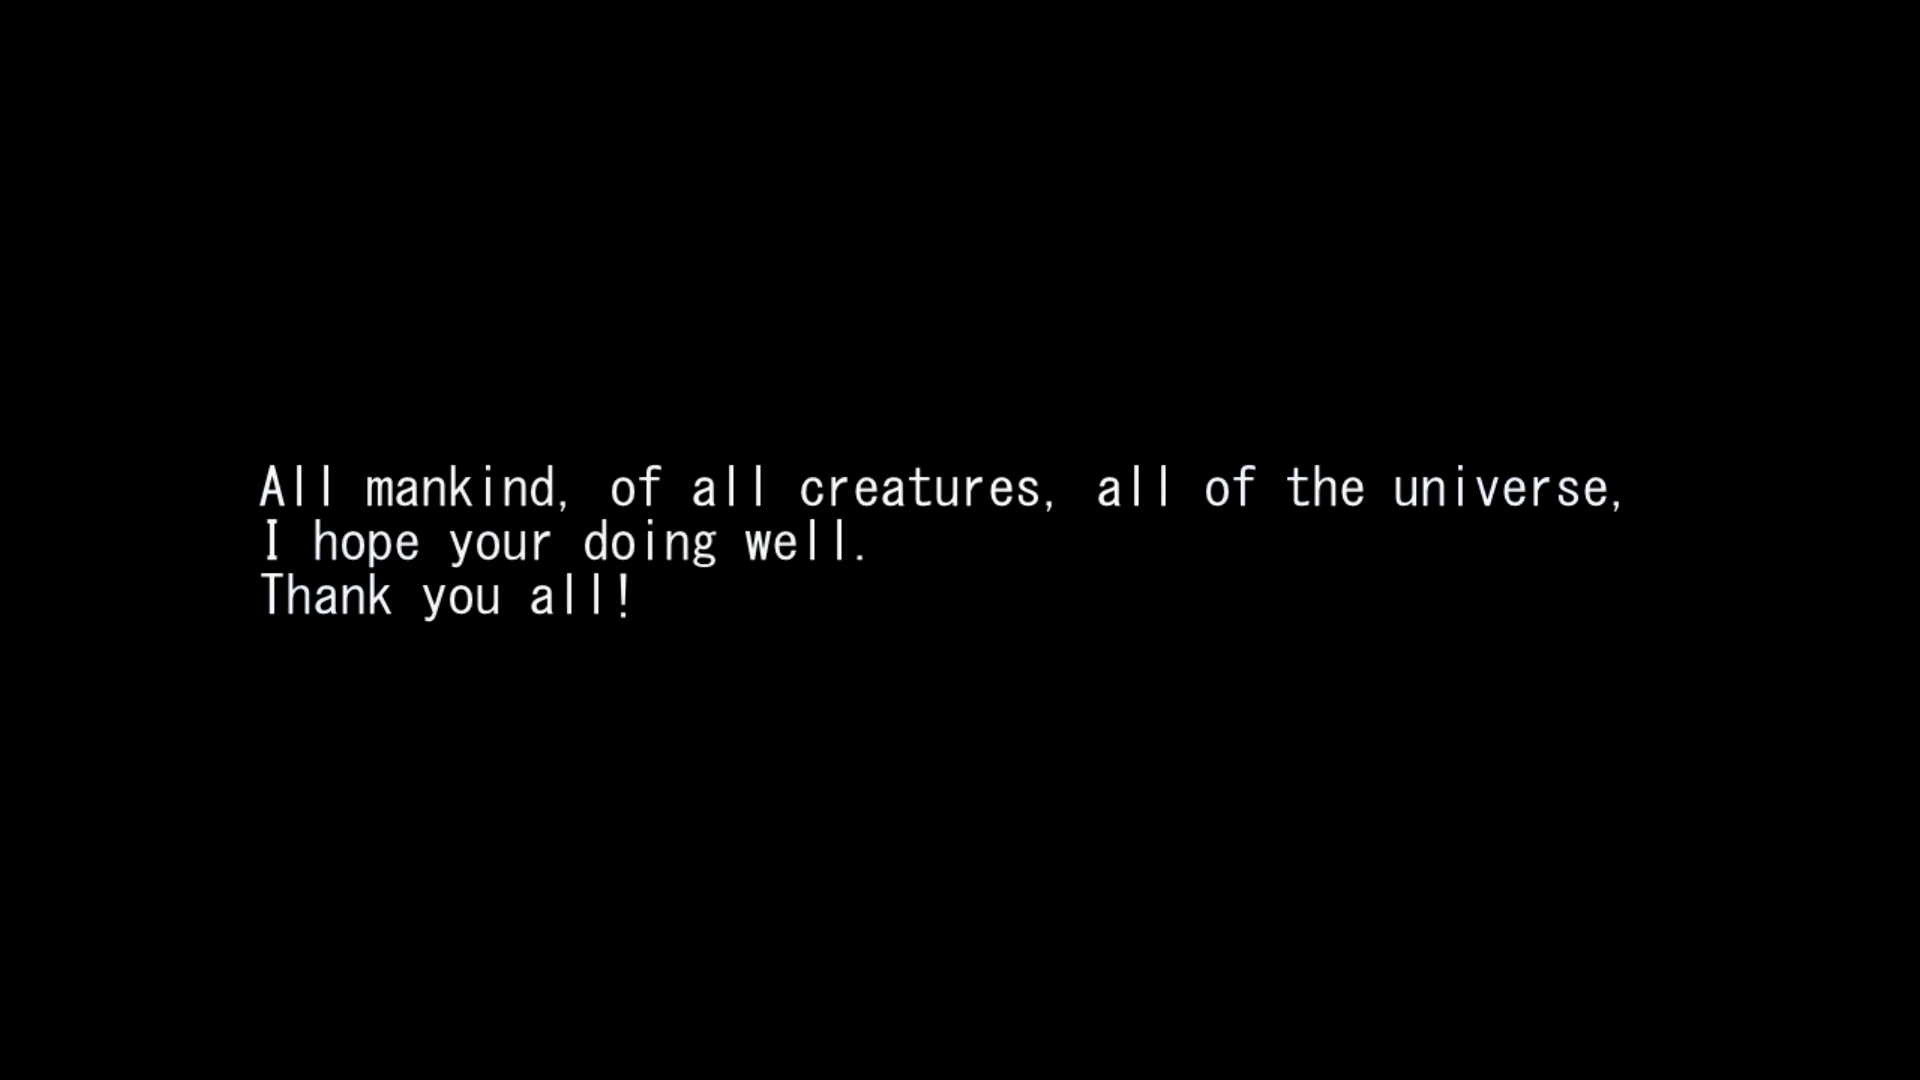 All mankind, of all creatures, all of the universe,
I hope your doing well.
Thank you all!